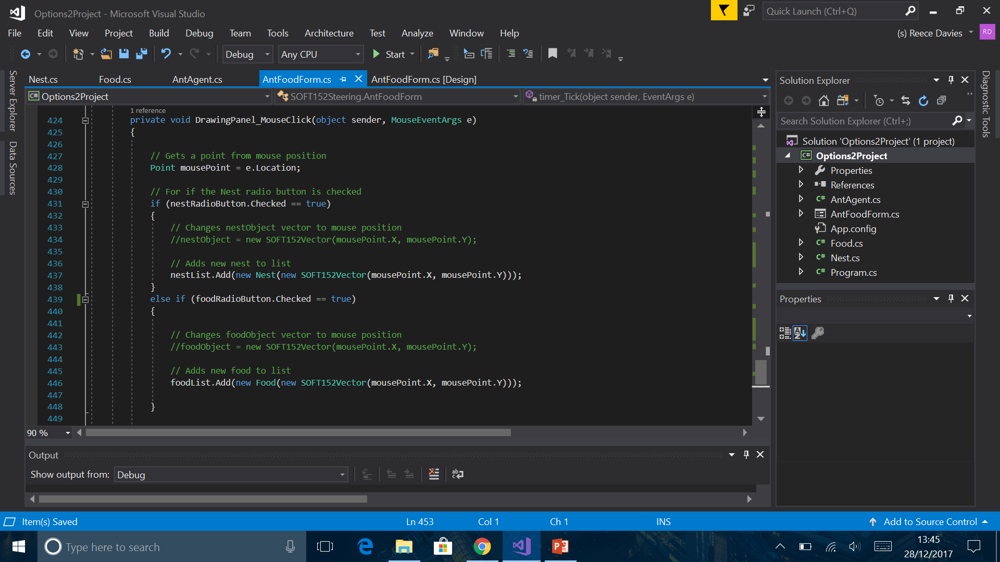 Options2Project - Microsoft Visual Studio
Quick Launch (Ctrl+Q)
File Edit View Project Build Debug Team Tools Architecture Test Analyze Window Help
(s) Reece Davies RD
Debug Any CPU Start
Server Explorer
Data Sources
Nest.cs Food.cs AntAgent.cs AntFoodForm.cs AntFoodForm.cs [Design]
C# Options2Project SOFT152Steering.AntFoodForm timer_Tick(object sender, EventArgs e)
1 reference
424 private void DrawingPanel_MouseClick(object sender, MouseEventArgs e)
425 {
426
427 // Gets a point from mouse position
428 Point mousePoint = e.Location;
429
430 // For if the Nest radio button is checked
431 if (nestRadioButton.Checked == true)
432 {
433 // Changes nestObject vector to mouse position
434 //nestObject = new SOFT152Vector(mousePoint.X, mousePoint.Y);
435
436 // Adds new nest to list
437 nestList.Add(new Nest(new SOFT152Vector(mousePoint.X, mousePoint.Y)));
438 }
439 else if (foodRadioButton.Checked == true)
440 {
441
442 // Changes foodObject vector to mouse position
443 //foodObject = new SOFT152Vector(mousePoint.X, mousePoint.Y);
444
445 // Adds new food to list
446 foodList.Add(new Food(new SOFT152Vector(mousePoint.X, mousePoint.Y)));
447
448 }
449
90 %
Output
Show output from: Debug
Solution Explorer
Search Solution Explorer (Ctrl+;)
Solution 'Options2Project' (1 project)
C# Options2Project
Properties
References
C# AntAgent.cs
AntFoodForm.cs
App.config
C# Food.cs
C# Nest.cs
C# Program.cs
Properties
Diagnostic Tools
Item(s) Saved Ln 453 Col 1 Ch 1 INS Add to Source Control
Type here to search
13:45
28/12/2017